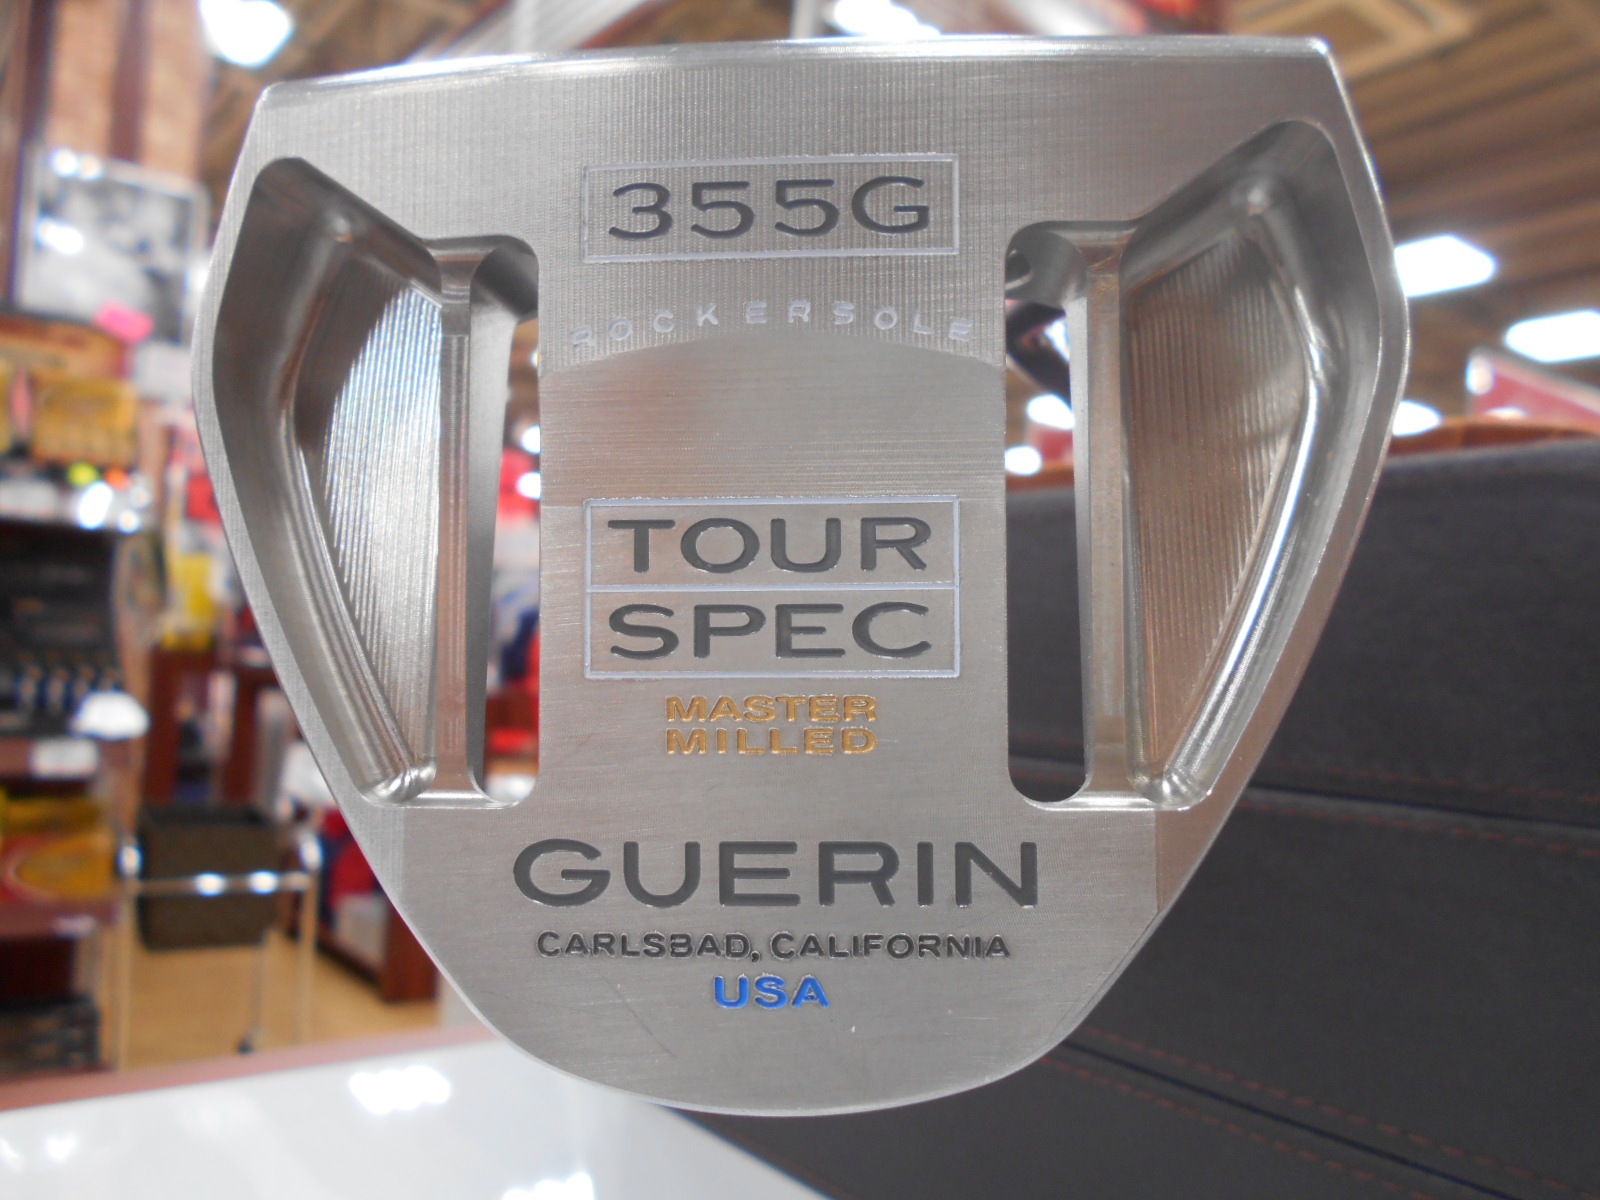 355G
ROCKERSOLE
TOUR
SPEC
MASTER
MILLED
GUERIN
CARLSBAD, CALIFORNIA
USA